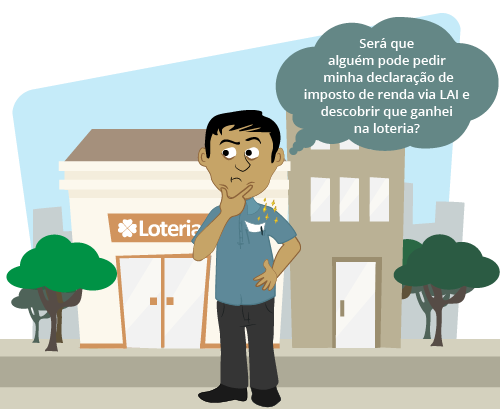 Será que
alguém pode pedir
minha declaração de
imposto de renda via LAI e
descobrir que ganhei
na loteria?
Loteria